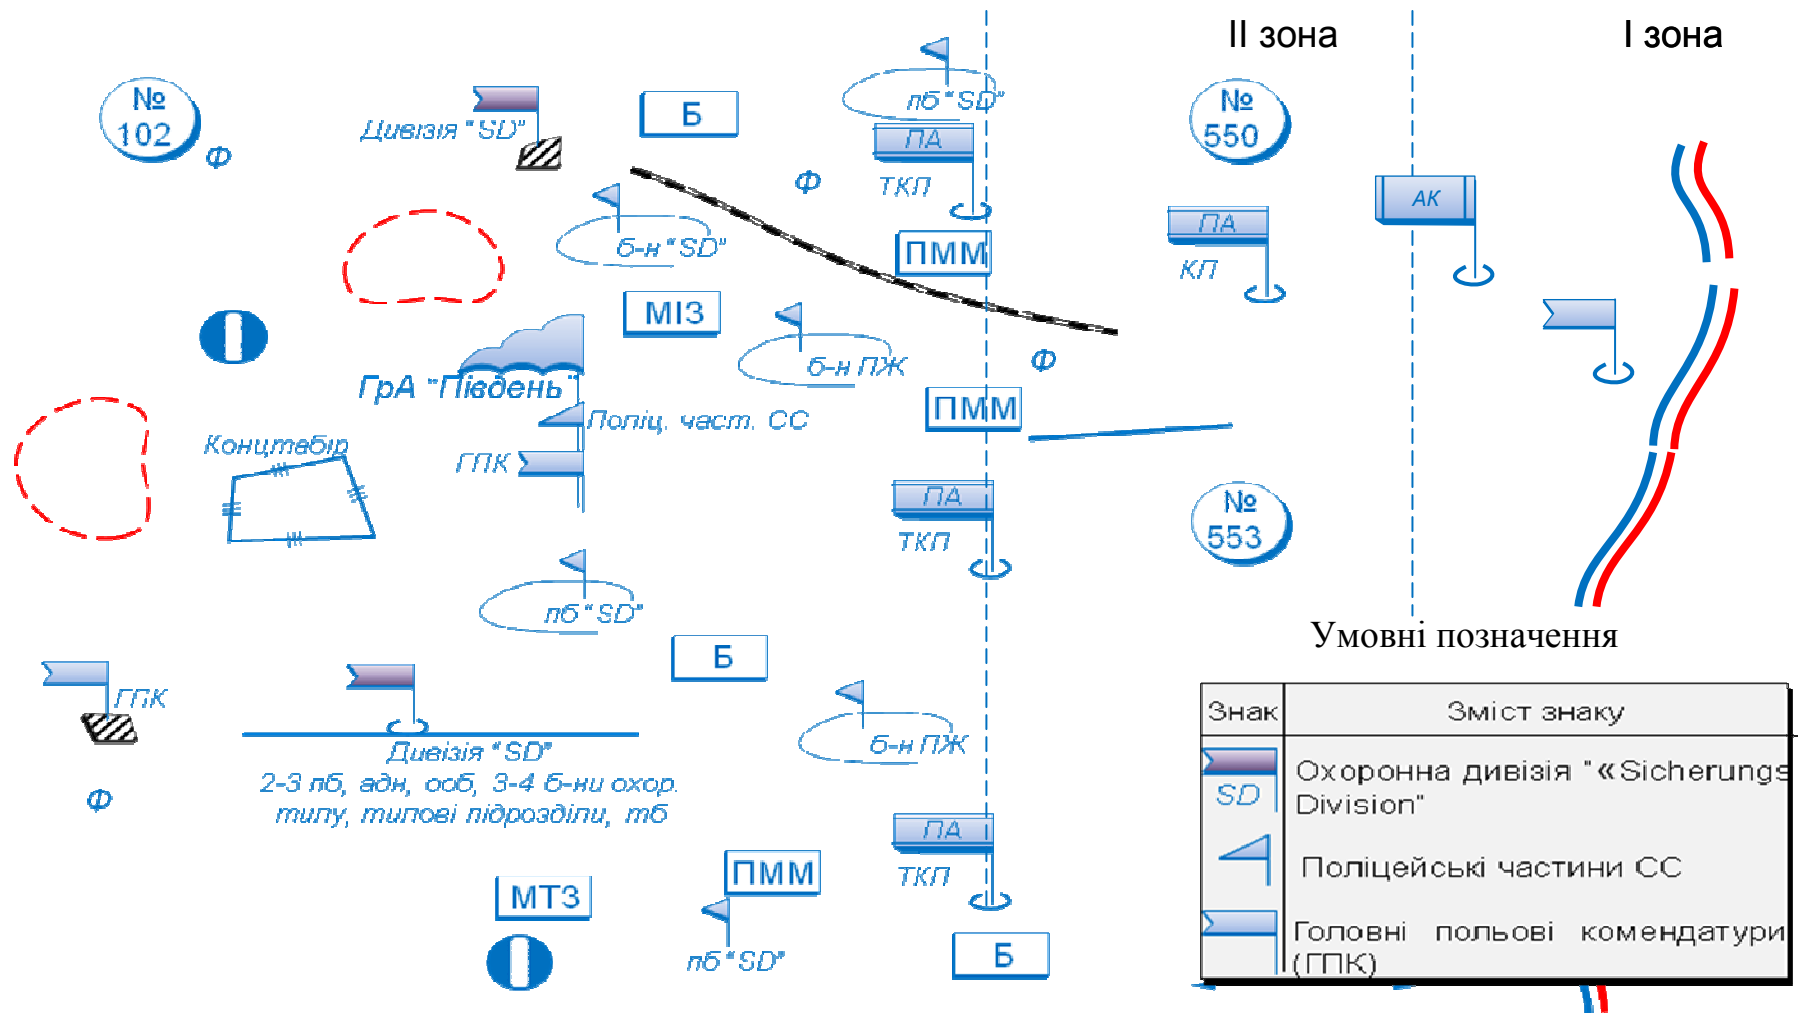 II зона
I зона
№
102
Ф
Дивізія "SD"
Б
пб "SD"
ПА
ТКП
№
550
Ф
б-н "SD"
ПММ
ПА
КП
АК
МІЗ
б-н ПЖ
Ф
ГрА "Південь"
Поліц. част. СС
ГПК
ПММ
Концтабір
ПА
ТКП
№
553
пб "SD"
Б
ГПК
Ф
Дивізія "SD"
2-3 пб, адн, особ, 3-4 б-ни охор.
типу, типові підрозділи, тб
б-н ПЖ
ПА
ТКП
ПММ
МТЗ
пб "SD"
Б
Умовні позначення
Знак Зміст знаку
SD Охоронна дивізія "«Sicherungs
Division"
Поліцейські частини СС
Головні польові комендатури
(ГПК)